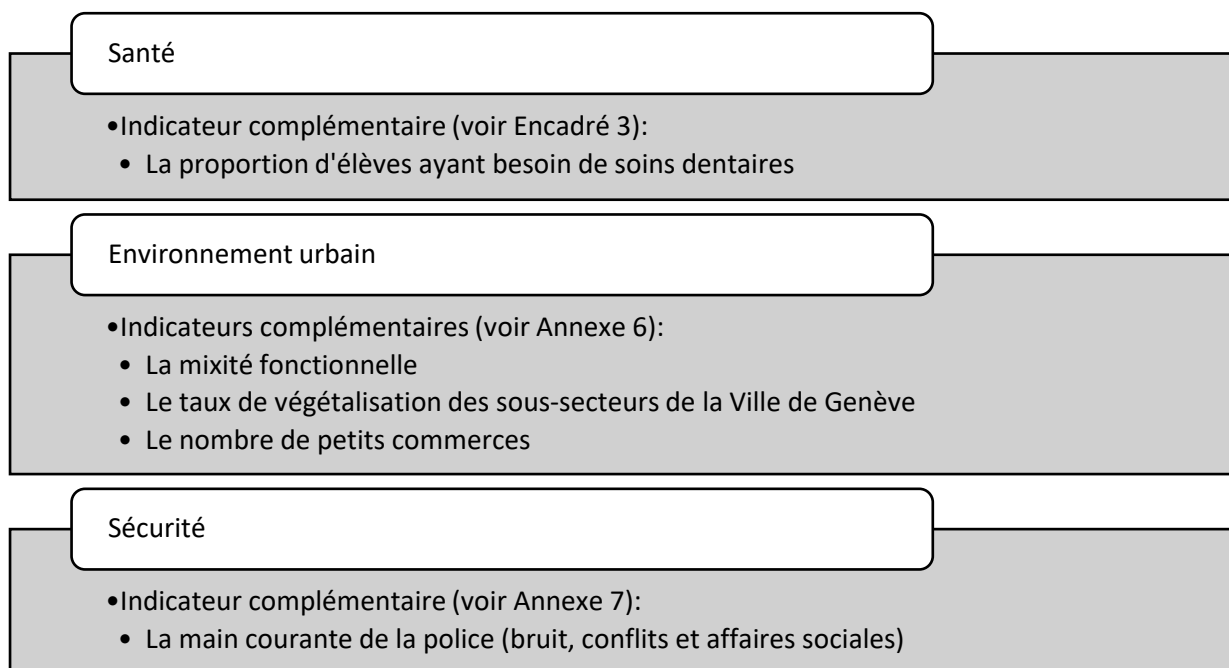 Santé
•Indicateur complémentaire (voir Encadré 3):
• La proportion d'élèves ayant besoin de soins dentaires
Environnement urbain
•Indicateurs complémentaires (voir Annexe 6):
• La mixité fonctionnelle
• Le taux de végétalisation des sous-secteurs de la Ville de Genève
• Le nombre de petits commerces
Sécurité
•Indicateur complémentaire (voir Annexe 7):
• La main courante de la police (bruit, conflits et affaires sociales)